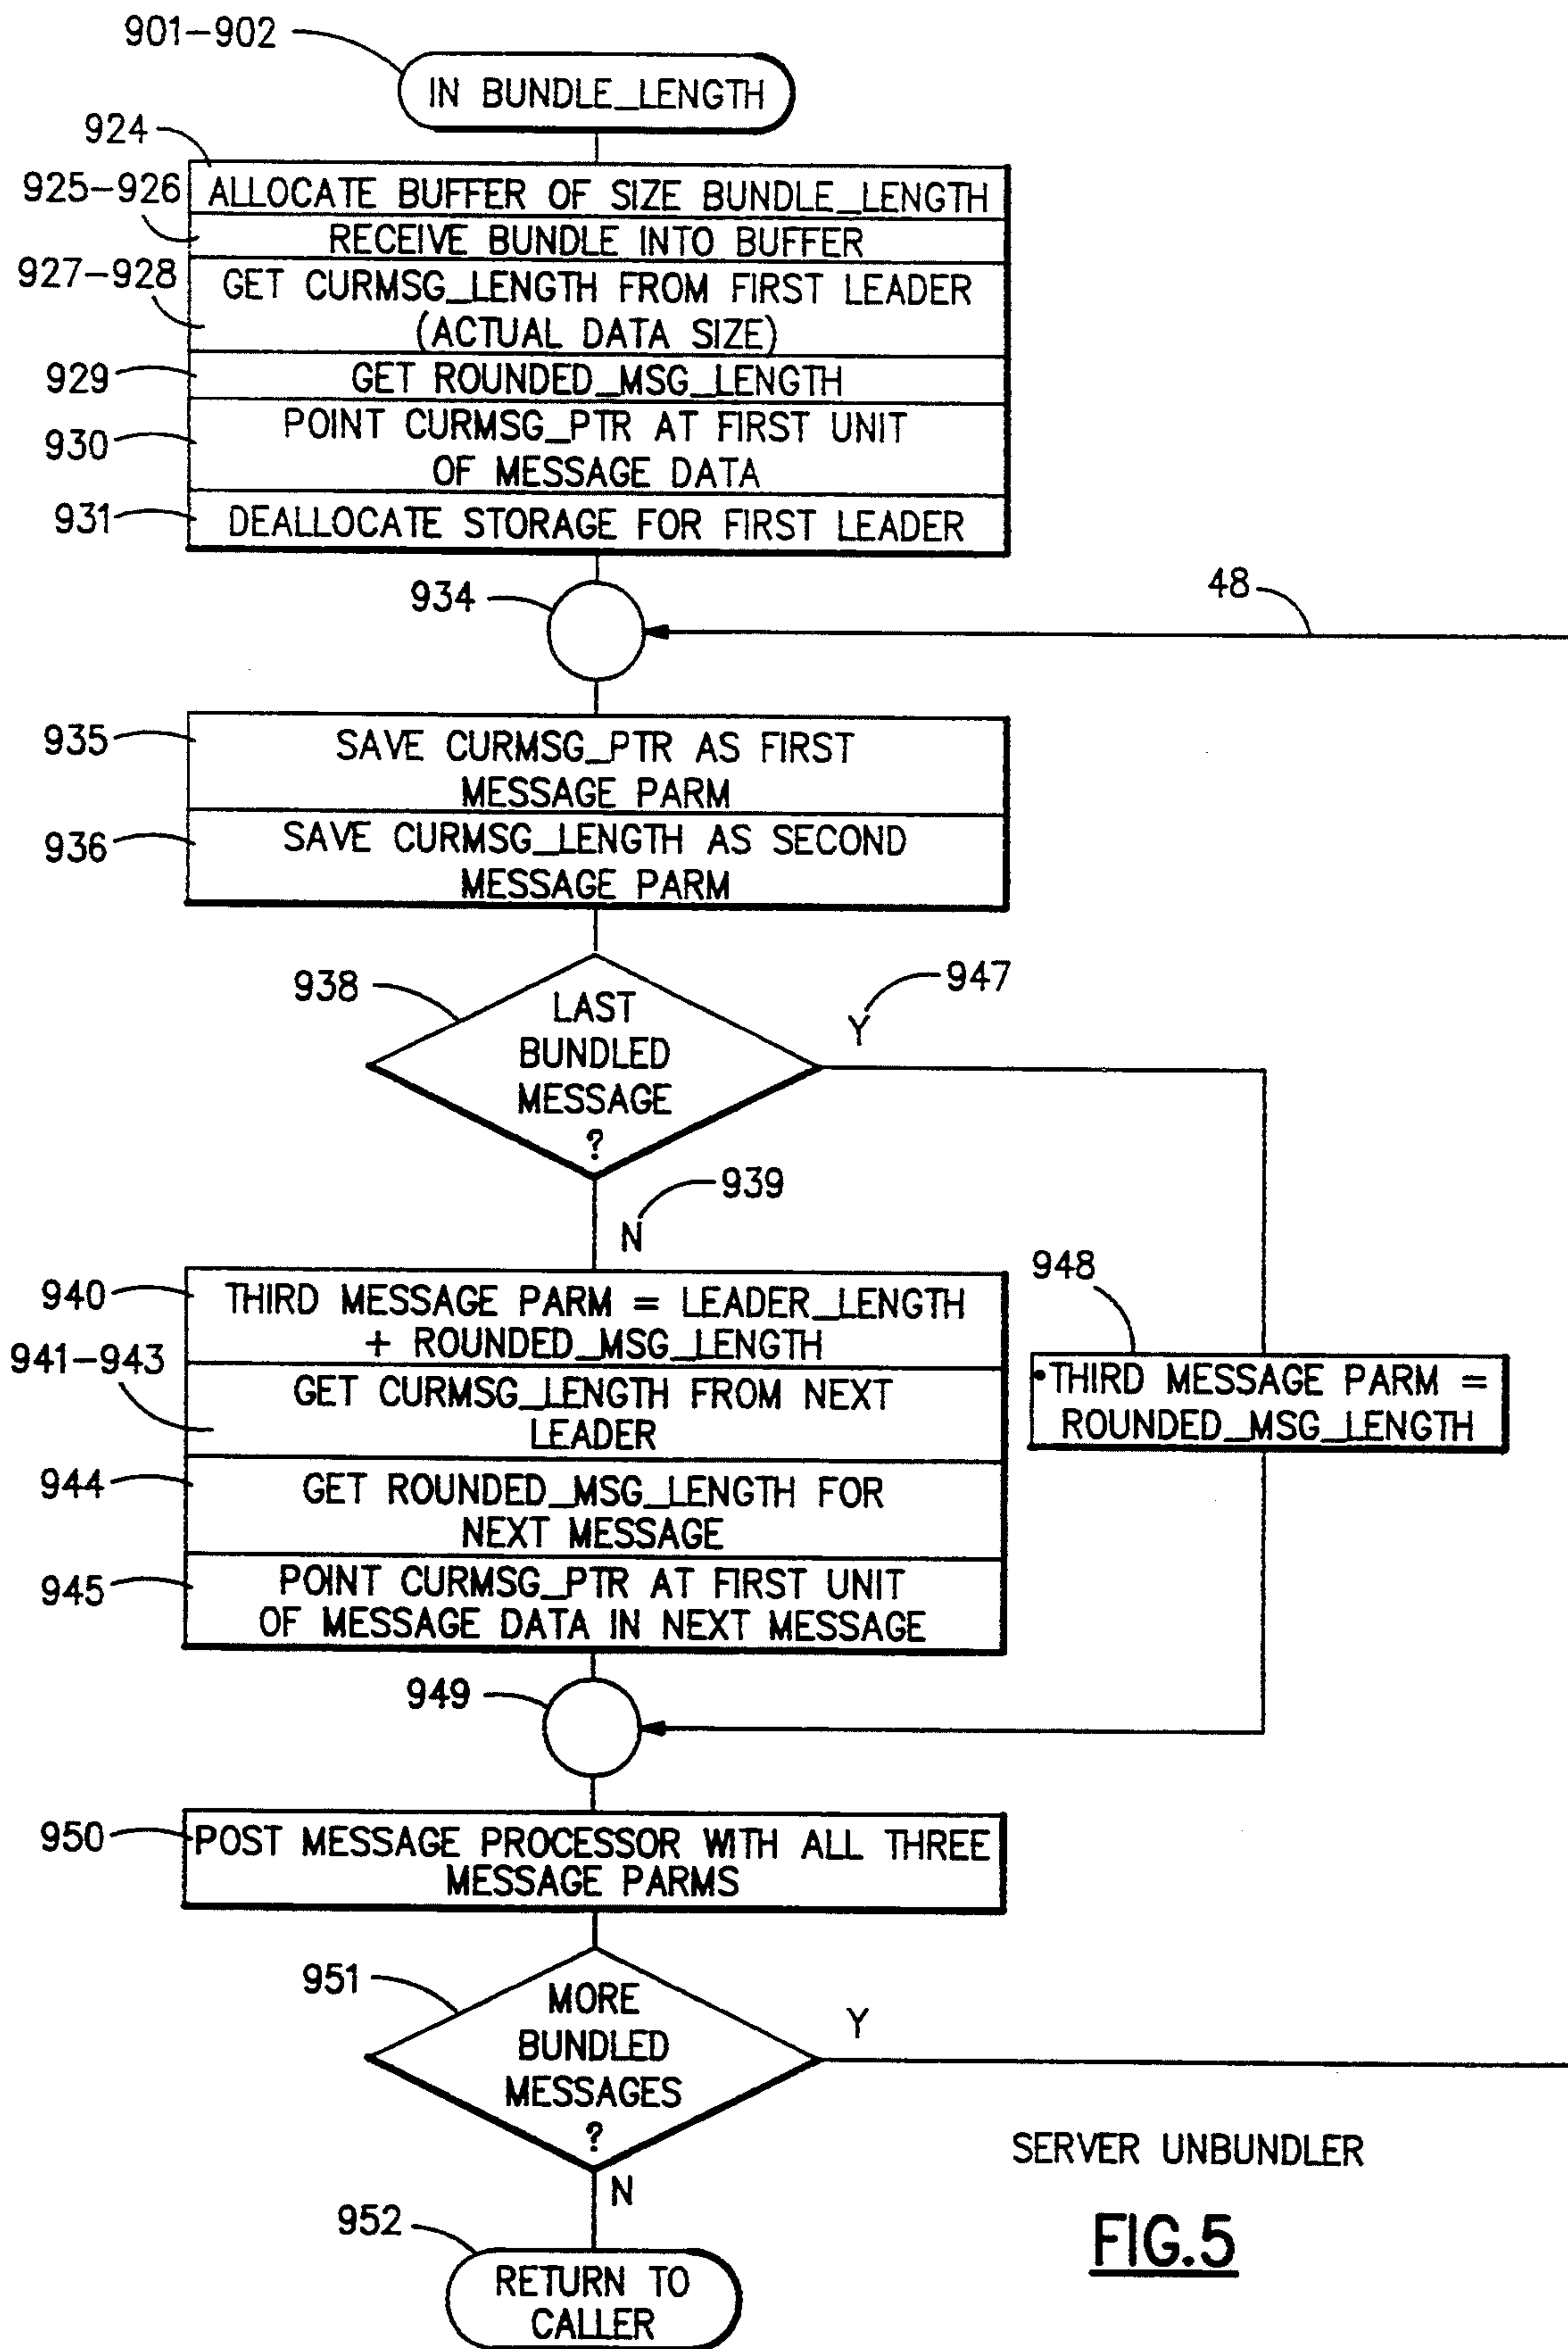 901-902
IN BUNDLE_LENGTH
924
ALLOCATE BUFFER OF SIZE BUNDLE_LENGTH
925-926
RECEIVE BUNDLE INTO BUFFER
927-928
GET CURMSG_LENGTH FROM FIRST LEADER
(ACTUAL DATA SIZE)
929
GET ROUNDED_MSG_LENGTH
930
POINT CURMSG_PTR AT FIRST UNIT
OF MESSAGE DATA
931
DEALLOCATE STORAGE FOR FIRST LEADER
934
48
935
SAVE CURMSG_PTR AS FIRST
MESSAGE PARM
936
SAVE CURMSG_LENGTH AS SECOND
MESSAGE PARM
938
LAST
BUNDLED
MESSAGE
?
Y
947
N
939
940
THIRD MESSAGE PARM = LEADER_LENGTH
+ ROUNDED_MSG_LENGTH
941-943
GET CURMSG_LENGTH FROM NEXT
LEADER
944
GET ROUNDED_MSG_LENGTH FOR
NEXT MESSAGE
945
POINT CURMSG_PTR AT FIRST UNIT
OF MESSAGE DATA IN NEXT MESSAGE
948
•THIRD MESSAGE PARM =
ROUNDED_MSG_LENGTH
949
950
POST MESSAGE PROCESSOR WITH ALL THREE
MESSAGE PARMS
951
MORE
BUNDLED
MESSAGES
?
Y
N
952
RETURN TO
CALLER
SERVER UNBUNDLER
FIG.5